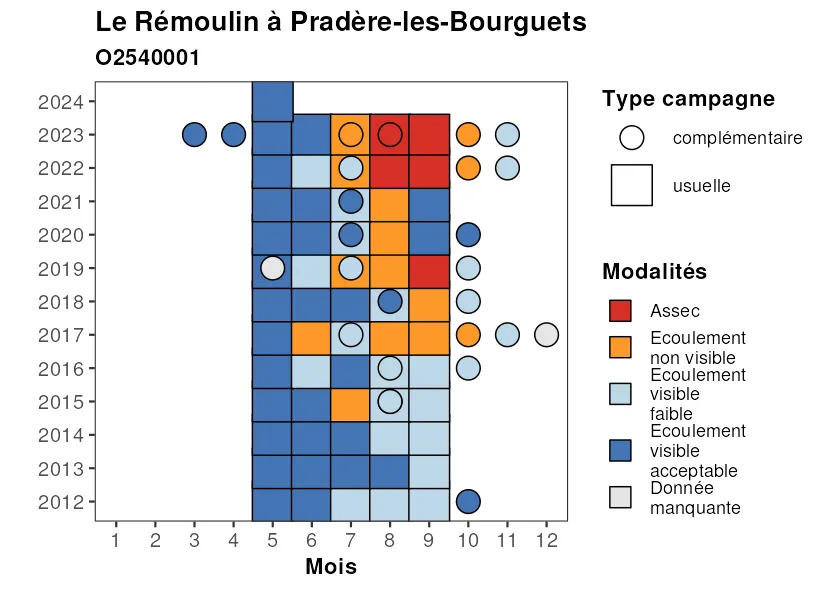 Le Rémoulin à Pradère-les-Bourguets
O2540001
2024
2023
2022
2021
2020
2019
2018
2017
2016
2015
2014
2013
2012
1 2 3 4 5 6 7 8 9 10 11 12
Mois
Type campagne
complémentaire
usuelle
Modalités
Assec
Ecoulement
non visible
Ecoulement
visible
faible
Ecoulement
visible
acceptable
Donnée
manquante